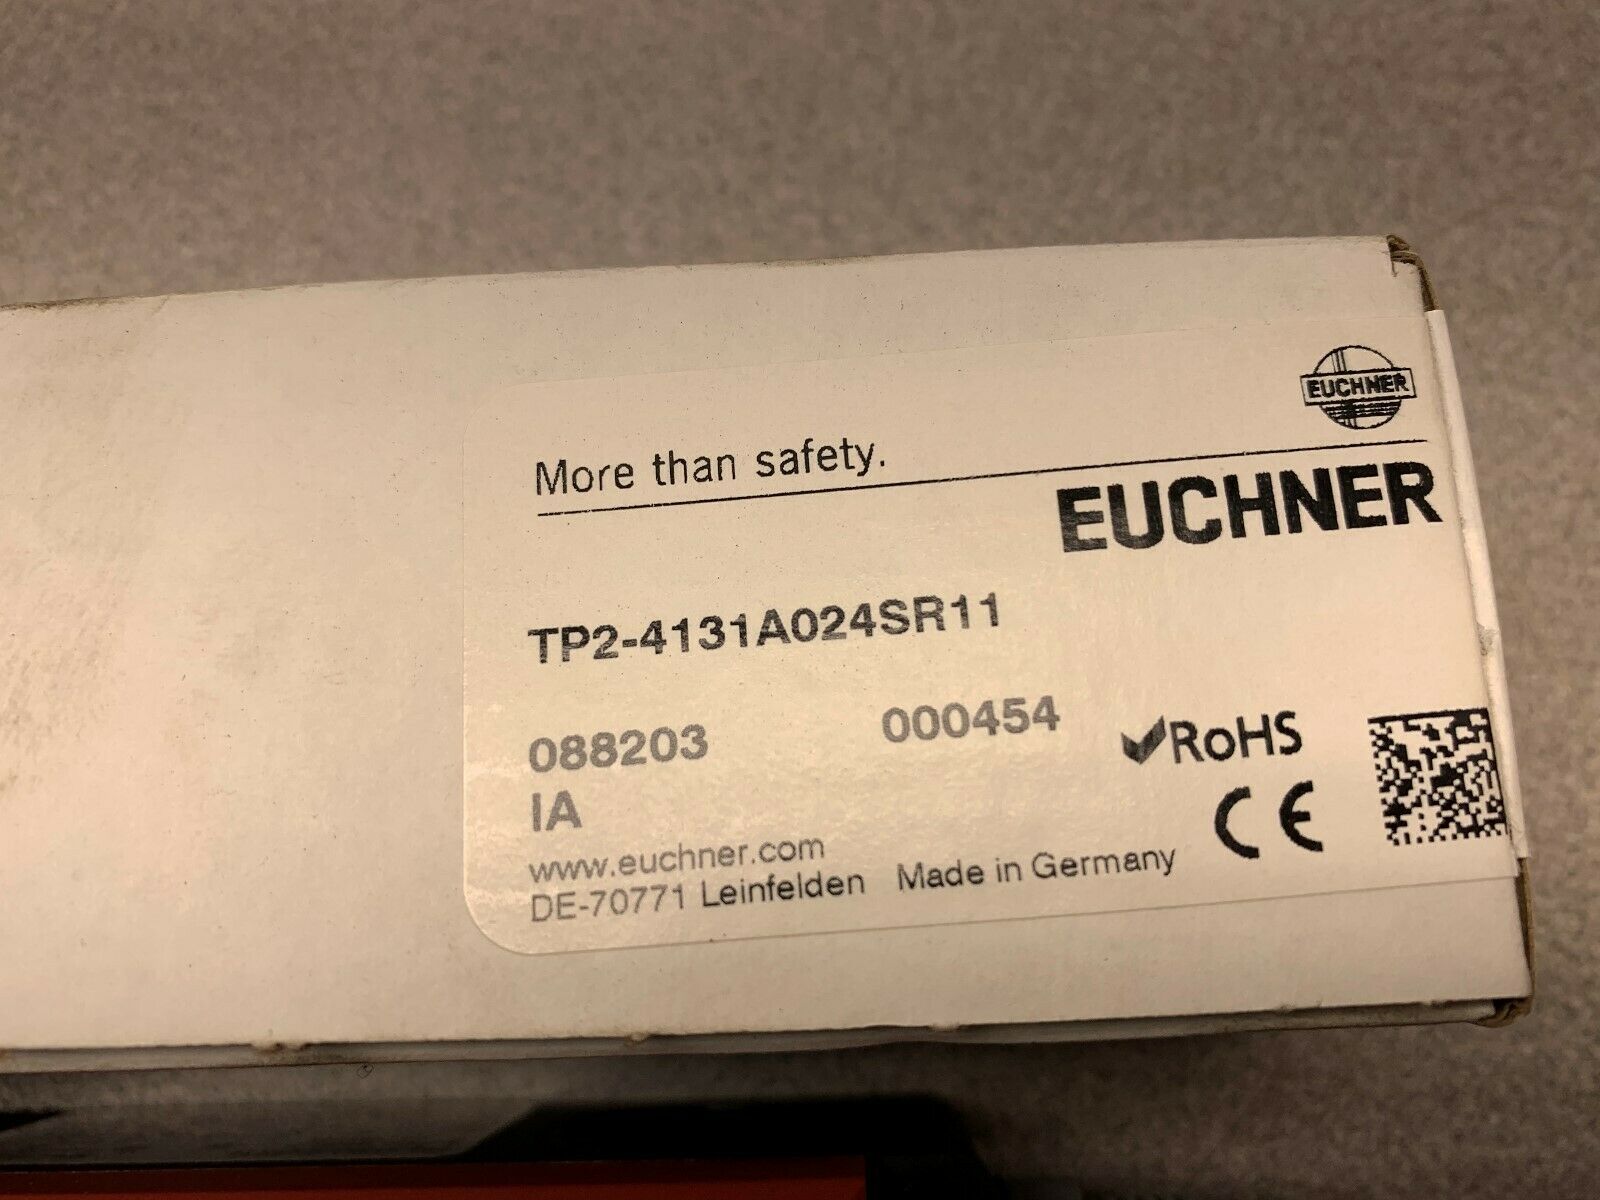 EUCHNER
More than safety.
EUCHNER
TP2-4131A024SR11
088203 000454
RoHS
IA
CE
www.euchner.com
DE-70771 Leinfelden Made in Germany